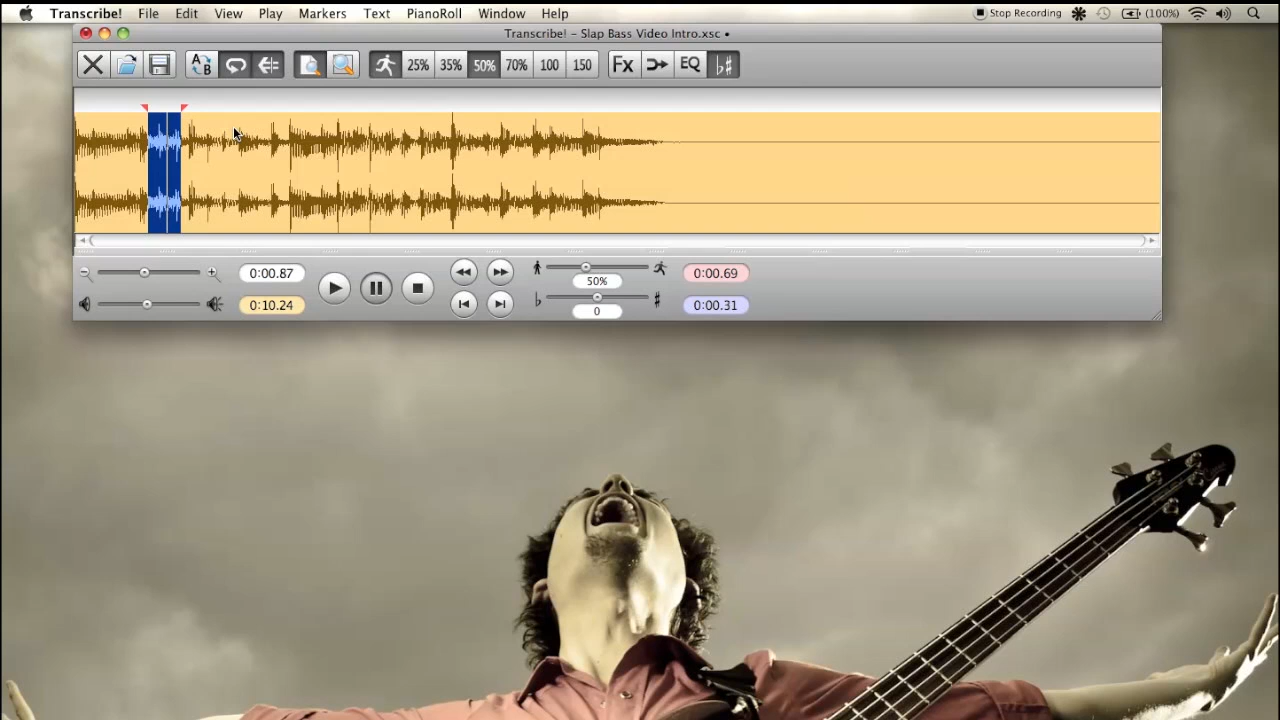 Transcribe! File Edit View Play Markers Text PianoRoll Window Help Stop Recording (100%)
Transcribe! - Slap Bass Video Intro.xsc •
A B 25% 35% 50% 70% 100 150 Fx EQ ♭♯
0:00.87 50% 0:00.69
0:10.24 ♭ 0 ♯ 0:00.31